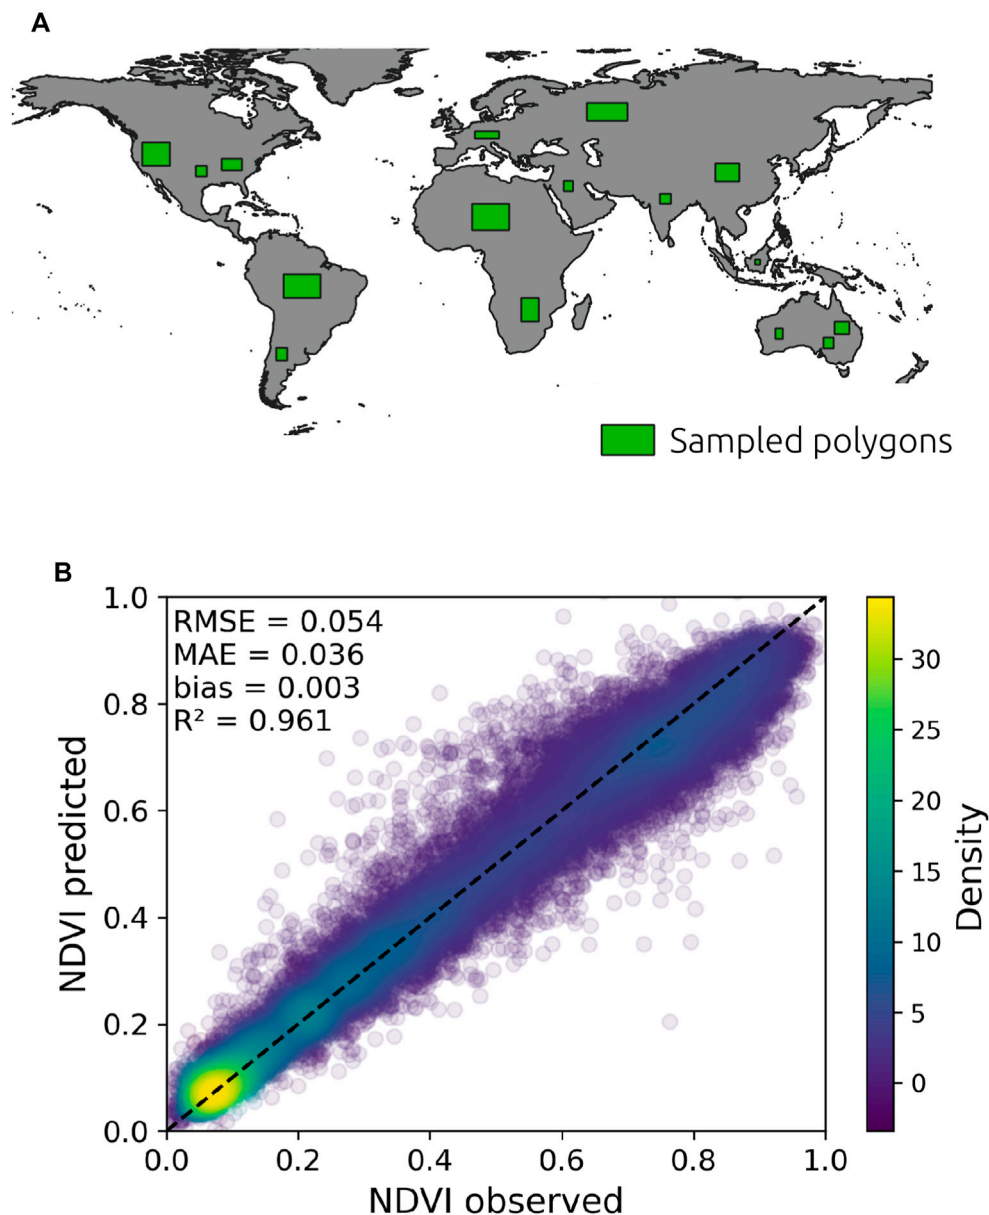 A
Sampled polygons
B
RMSE = 0.054
MAE = 0.036
bias = 0.003
R² = 0.961
1.0
0.8
0.6
0.4
0.2
0.0
NDVI predicted
0.0 0.2 0.4 0.6 0.8 1.0
NDVI observed
30
25
20
15
10
5
0
Density